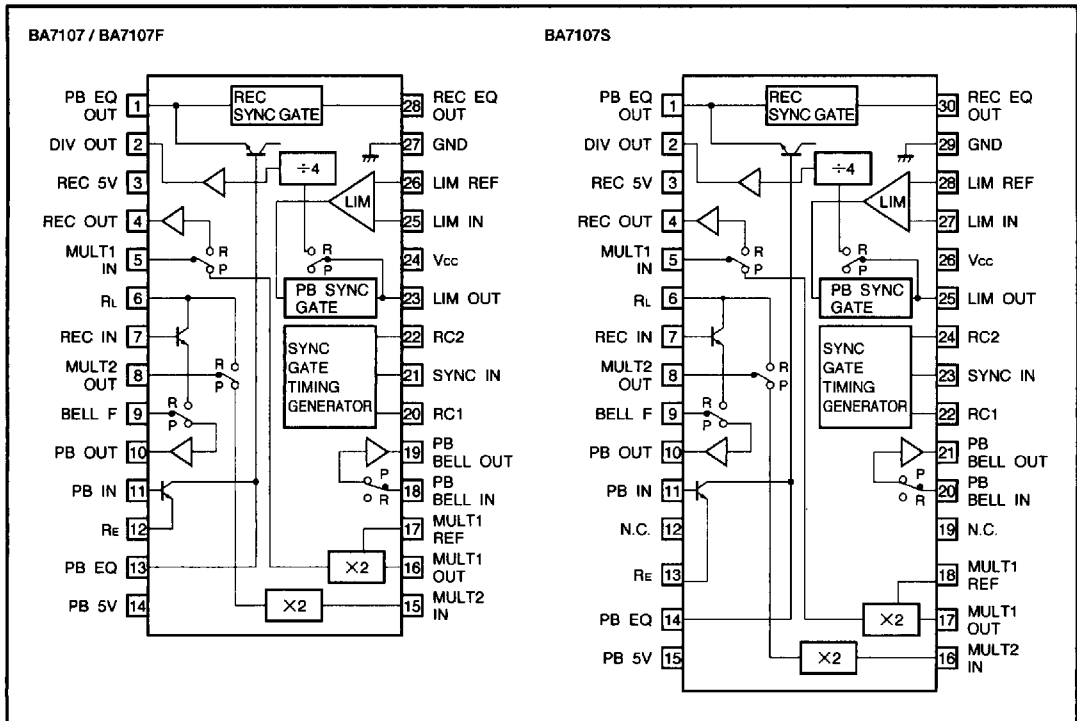 BA7107 / BA7107F
PB EQ
OUT
1
DIV OUT 2
REC 5V 3
REC OUT 4
MULT1
IN
5
RL 6
REC IN 7
MULT2
OUT
8
BELL F 9
PB OUT 10
PB IN 11
RE 12
PB EQ 13
PB 5V 14
REC
SYNC GATE
÷4
LIM
R
P
R
P
PB SYNC
GATE
SYNC
GATE
TIMING
GENERATOR
R
P
R
P
P
R
×2
×2
28 REC EQ
OUT
27 GND
26 LIM REF
25 LIM IN
24 Vcc
23 LIM OUT
22 RC2
21 SYNC IN
20 RC1
19 PB
BELL OUT
18 PB
BELL IN
17 MULT1
REF
16 MULT1
OUT
15 MULT2
IN
BA7107S
PB EQ
OUT
1
DIV OUT 2
REC 5V 3
REC OUT 4
MULT1
IN
5
RL 6
REC IN 7
MULT2
OUT
8
BELL F 9
PB OUT 10
PB IN 11
N.C. 12
RE 13
PB EQ 14
PB 5V 15
REC
SYNC GATE
÷4
LIM
R
P
R
P
PB SYNC
GATE
SYNC
GATE
TIMING
GENERATOR
R
P
R
P
P
R
×2
×2
30 REC EQ
OUT
29 GND
28 LIM REF
27 LIM IN
26 Vcc
25 LIM OUT
24 RC2
23 SYNC IN
22 RC1
21 PB
BELL OUT
20 PB
BELL IN
19 N.C.
18 MULT1
REF
17 MULT1
OUT
16 MULT2
IN